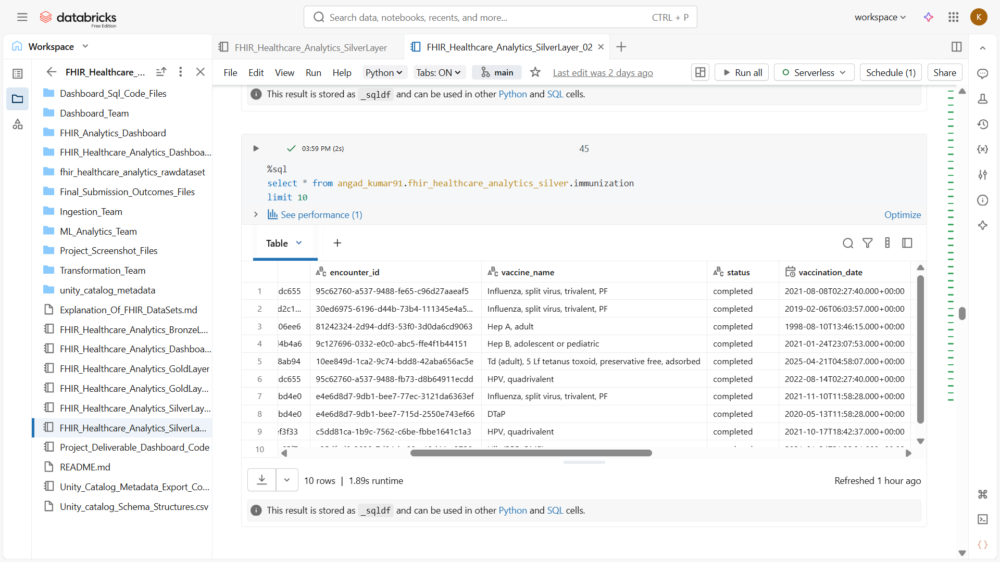 databricks
Free Edition
Search data, notebooks, recents, and more...
CTRL + P
workspace
K
Workspace
FHIR_Healthcare_Analytics_SilverLayer
FHIR_Healthcare_Analytics_SilverLayer_02
FHIR_Healthcare_...
File Edit View Run Help Python Tabs: ON main Last edit was 2 days ago Run all Serverless Schedule (1) Share
Dashboard_Sql_Code_Files
Dashboard_Team
FHIR_Analytics_Dashboard
FHIR_Healthcare_Analytics_Dashboa...
fhir_healthcare_analytics_rawdataset
Final_Submission_Outcomes_Files
Ingestion_Team
ML_Analytics_Team
Project_Screenshot_Files
Transformation_Team
unity_catalog_metadata
Explanation_Of_FHIR_DataSets.md
FHIR_Healthcare_Analytics_BronzeL...
FHIR_Healthcare_Analytics_Dashboa...
FHIR_Healthcare_Analytics_GoldLayer
FHIR_Healthcare_Analytics_GoldLay...
FHIR_Healthcare_Analytics_SilverLay...
FHIR_Healthcare_Analytics_SilverLa...
Project_Deliverable_Dashboard_Code
README.md
Unity_Catalog_Metadata_Export_Co...
Unity_catalog_Schema_Structures.csv
This result is stored as _sqldf and can be used in other Python and SQL cells.
03:59 PM (2s)
45
%sql
select * from angad_kumar91.fhir_healthcare_analytics_silver.immunization
limit 10
See performance (1)
Optimize
Table
encounter_id vaccine_name status vaccination_date
1 dc655 95c62760-a537-9488-fe65-c96d27aaeaf5 Influenza, split virus, trivalent, PF completed 2021-08-08T02:27:40.000+00:00
2 d2c1... 30ed6975-6196-d44b-73b4-111345e4a5... Influenza, split virus, trivalent, PF completed 2019-02-06T06:03:57.000+00:00
3 06ee6 81242324-2d94-ddf3-53f0-3d0da6cd9063 Hep A, adult completed 1998-08-10T13:46:15.000+00:00
4 4b4a6 9c127696-0332-e0c0-abc5-ffe4f1b44151 Hep B, adolescent or pediatric completed 2021-01-24T23:07:53.000+00:00
5 8ab94 10ee849d-1ca2-9c74-bdd8-42aba656ac5e Td (adult), 5 Lf tetanus toxoid, preservative free, adsorbed completed 2025-04-21T04:58:07.000+00:00
6 dc655 95c62760-a537-9488-fb73-d8b64911ecdd HPV, quadrivalent completed 2022-08-14T02:27:40.000+00:00
7 bd4e0 e4e6d8d7-9db1-bee7-77ec-3121da6363ef Influenza, split virus, trivalent, PF completed 2021-11-10T11:58:28.000+00:00
8 bd4e0 e4e6d8d7-9db1-bee7-715d-2550e743ef66 DTaP completed 2020-05-13T11:58:28.000+00:00
9 ef3f33 c5dd81ca-1b9c-7562-c6be-fbbe1641c1a3 HPV, quadrivalent completed 2021-10-17T18:42:37.000+00:00
10
10 rows | 1.89s runtime
Refreshed 1 hour ago
This result is stored as _sqldf and can be used in other Python and SQL cells.